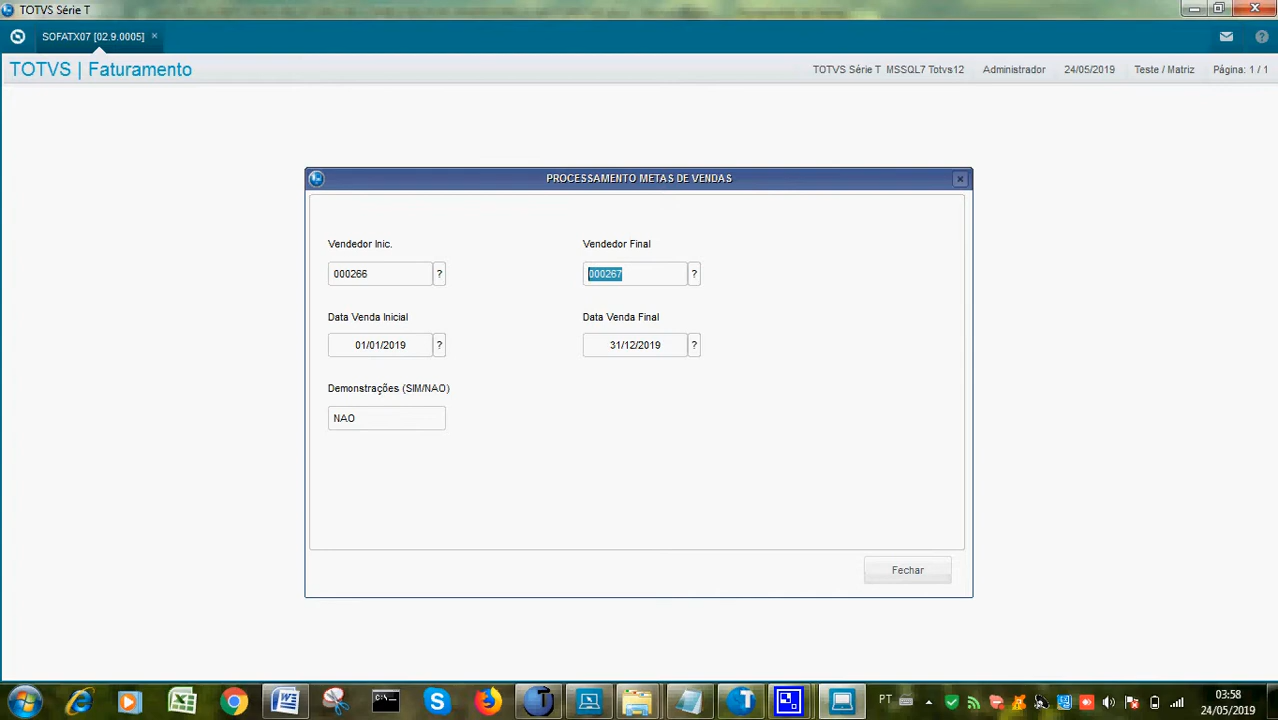 TOTVS Série T
SOFATX07 [02.9.0005] ×
TOTVS | Faturamento
TOTVS Série T MSSQL7 Totvs12 Administrador 24/05/2019 Teste / Matriz Página: 1 / 1
PROCESSAMENTO METAS DE VENDAS
Vendedor Inic. Vendedor Final
000266 ? 000267 ?
Data Venda Inicial Data Venda Final
01/01/2019 ? 31/12/2019 ?
Demonstrações (SIM/NAO)
NAO
Fechar
PT
03:58
24/05/2019